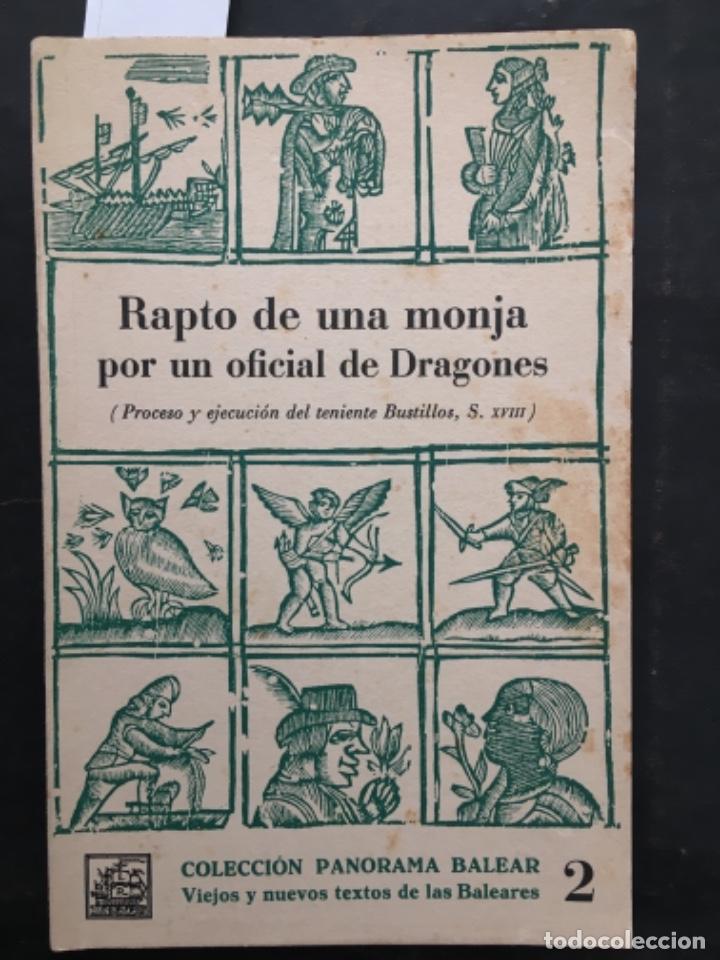 Rapto de una monja
por un oficial de Dragones
(Proceso y ejecución del teniente Bustillos, S. XVIII)
COLECCIÓN PANORAMA BALEAR
Viejos y nuevos textos de las Baleares
2
todocoleccion